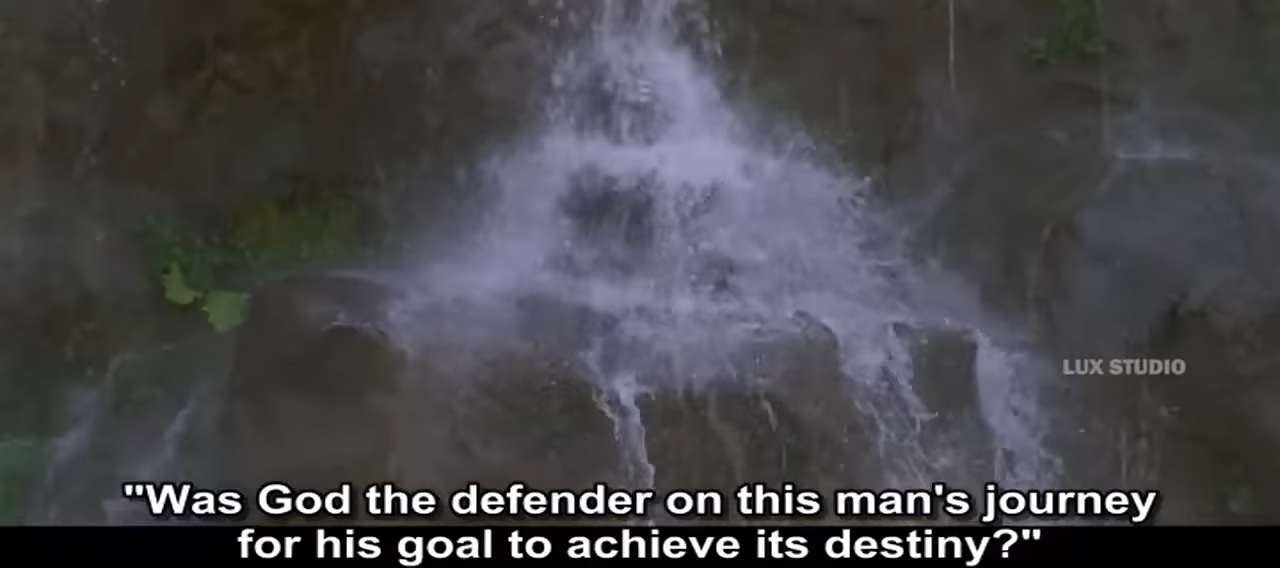 LUX STUDIO
"Was God the defender on this man's journey
for his goal to achieve its destiny?"